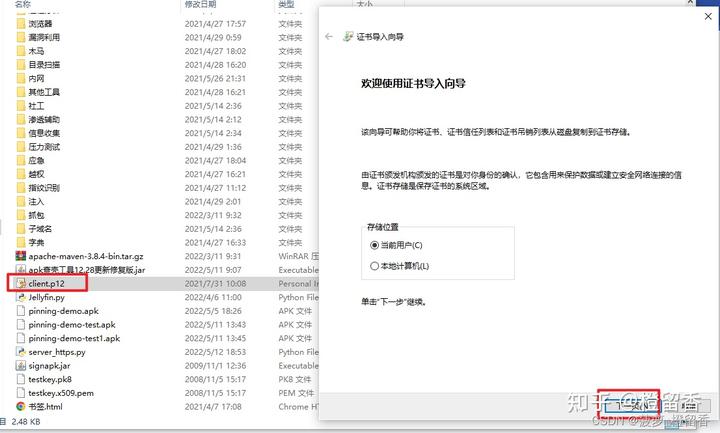 名称 修改日期 类型 大小
浏览器 2021/4/27 17:57 文件夹
漏洞利用 2021/4/29 0:59 文件夹
木马 2021/4/27 18:02 文件夹
目录扫描 2021/4/27 18:20 文件夹
内网 2021/5/26 21:31 文件夹
其他工具 2021/4/27 18:21 文件夹
社工 2021/5/14 2:36 文件夹
渗透辅助 2021/5/14 2:12 文件夹
信息收集 2021/5/14 2:34 文件夹
压力测试 2021/4/29 1:36 文件夹
应急 2021/4/27 18:04 文件夹
越权 2021/4/27 16:21 文件夹
指纹识别 2021/4/27 11:12 文件夹
注入 2021/4/29 2:01 文件夹
抓包 2022/3/11 9:32 文件夹
子域名 2021/5/14 2:34 文件夹
字典 2021/4/27 16:33 文件夹
apache-maven-3.8.4-bin.tar.gz 2022/3/11 9:31 WinRAR 压
apk查壳工具12.28更新修复版.jar 2022/5/11 9:07 Executable
client.p12 2021/7/31 10:08 Personal In
Jellyfin.py 2022/4/6 11:00 Python File
pinning-demo.apk 2022/5/5 18:26 APK 文件
pinning-demo-test.apk 2022/5/11 13:43 APK 文件
pinning-demo-test1.apk 2022/5/11 13:45 APK 文件
server_https.py 2022/5/12 18:53 Python File
signapk.jar 2009/11/1 12:36 Executable
testkey.pk8 2008/11/5 15:17 PK8 文件
testkey.x509.pem 2008/11/5 15:17 PEM 文件
书签.html 2021/4/7 17:08 Chrome H
2.48 KB
证书导入向导
欢迎使用证书导入向导
该向导可帮助你将证书、证书信任列表和证书吊销列表从磁盘复制到证书存储。
由证书颁发机构颁发的证书是对你身份的确认，它包含用来保护数据或建立安全网络连接的信
息。证书存储是保存证书的系统区域。
存储位置
当前用户(C)
本地计算机(L)
单击"下一步"继续。
知乎 @橙留香
CSDN @菠萝_橙留香